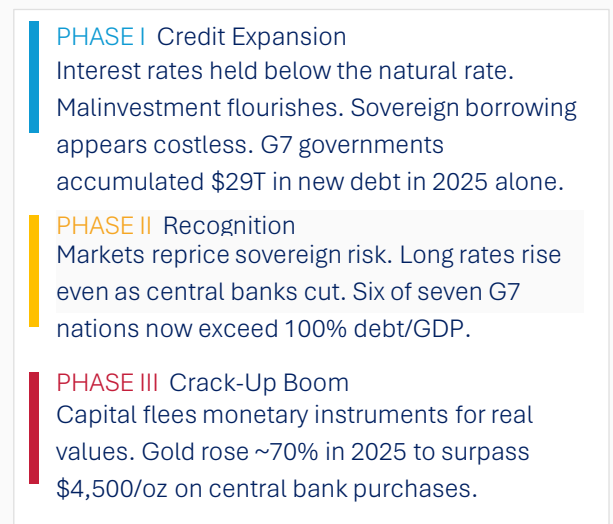 PHASE I Credit Expansion
Interest rates held below the natural rate.
Malinvestment flourishes. Sovereign borrowing
appears costless. G7 governments
accumulated $29T in new debt in 2025 alone.
PHASE II Recognition
Markets reprice sovereign risk. Long rates rise
even as central banks cut. Six of seven G7
nations now exceed 100% debt/GDP.
PHASE III Crack-Up Boom
Capital flees monetary instruments for real
values. Gold rose ~70% in 2025 to surpass
$4,500/oz on central bank purchases.